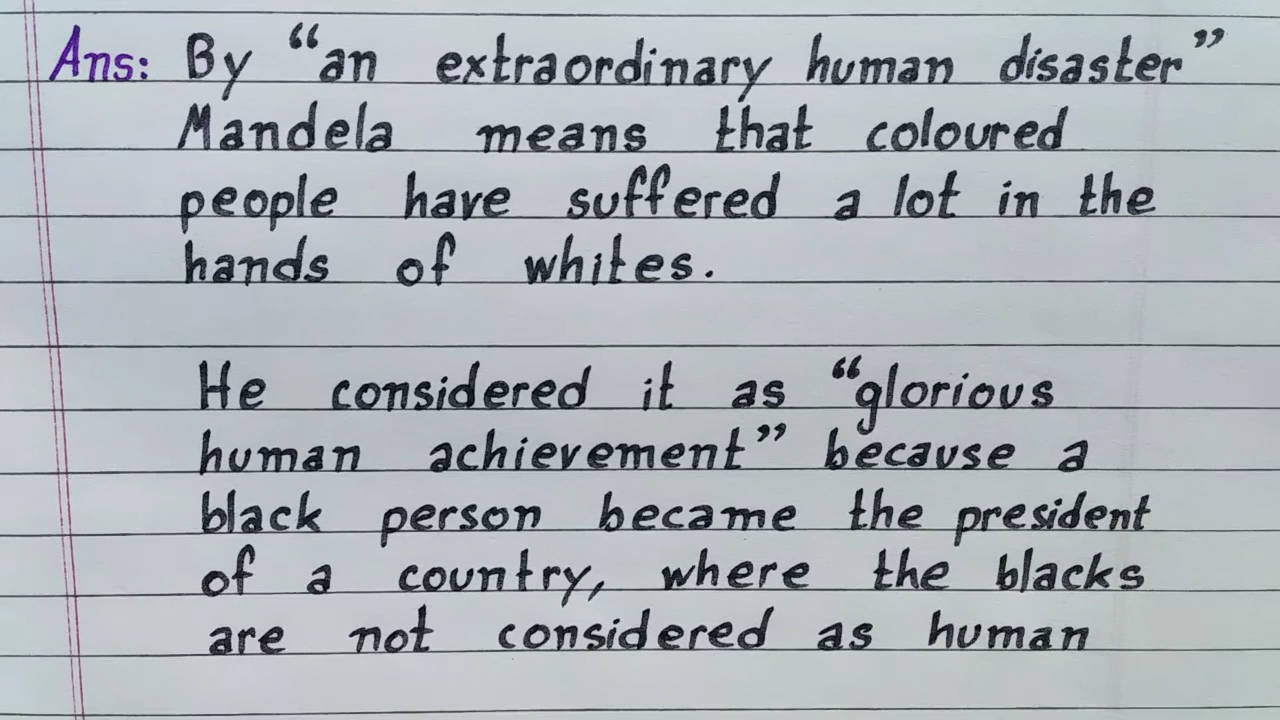 Ans: By “an extraordinary human disaster”
Mandela means that coloured
people have suffered a lot in the
hands of whites.
He considered it as “glorious
human achievement” because a
black person became the president
of a country, where the blacks
are not considered as human